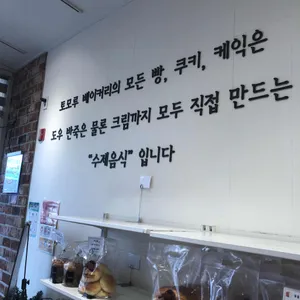 토모루 베이커리의 모든 빵, 쿠키, 케익은
도우 반죽은 물론 크림까지 모두 직접 만드는
"수제음식" 입니다